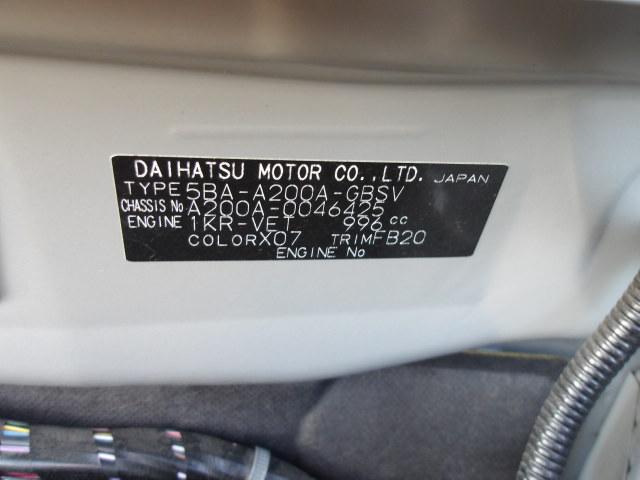 DAIHATSU MOTOR CO.,LTD. JAPAN
TYPE 5BA-A200A-GBSV
CHASSIS No A200A-0046425
ENGINE 1KR-VET 996 cc
COLOR X07 TRIM FB20
ENGINE No